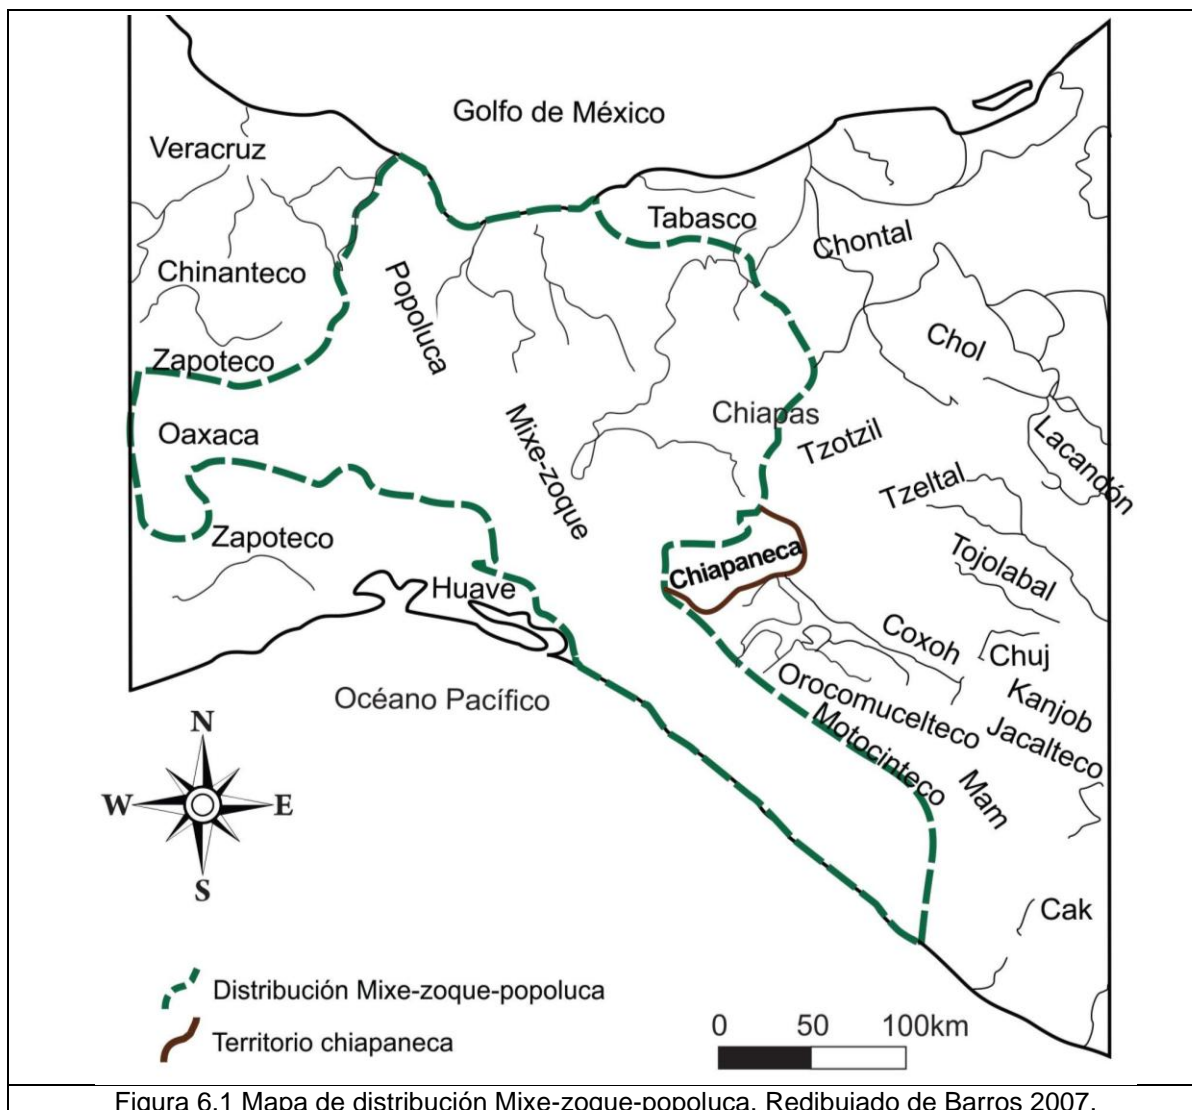 Golfo de México
Veracruz
Tabasco
Chontal
Chinanteco
Popoluca
Chol
Zapoteco
Chiapas
Oaxaca
Mixe-zoque
Tzotzil
Lacandón
Tzeltal
Zapoteco
Chiapaneca
Tojolabal
Huave
Coxoh
Chuj
Océano Pacífico
Orocomucelteco
Kanjob
Motocinteco
Jacalteco
Mam
N
W
E
S
Cak
Distribución Mixe-zoque-popoluca
Territorio chiapaneca
0 50 100km
Figura 6.1 Mapa de distribución Mixe-zoque-popoluca. Redibujado de Barros 2007.